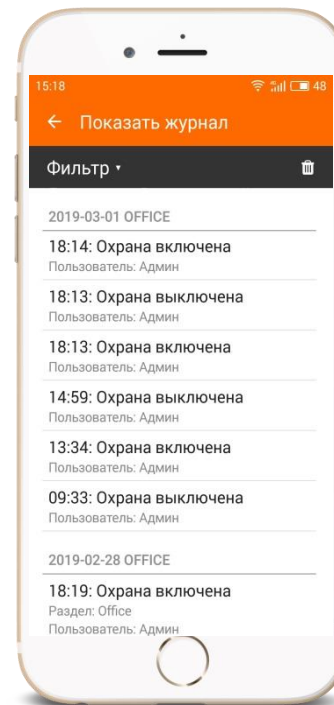 15:18
4G 48
← Показать журнал
Фильтр
2019-03-01 OFFICE
18:14: Охрана включена
Пользователь: Админ
18:13: Охрана выключена
Пользователь: Админ
18:13: Охрана включена
Пользователь: Админ
14:59: Охрана выключена
Пользователь: Админ
13:34: Охрана включена
Пользователь: Админ
09:33: Охрана выключена
Пользователь: Админ
2019-02-28 OFFICE
18:19: Охрана включена
Раздел: Office
Пользователь: Админ